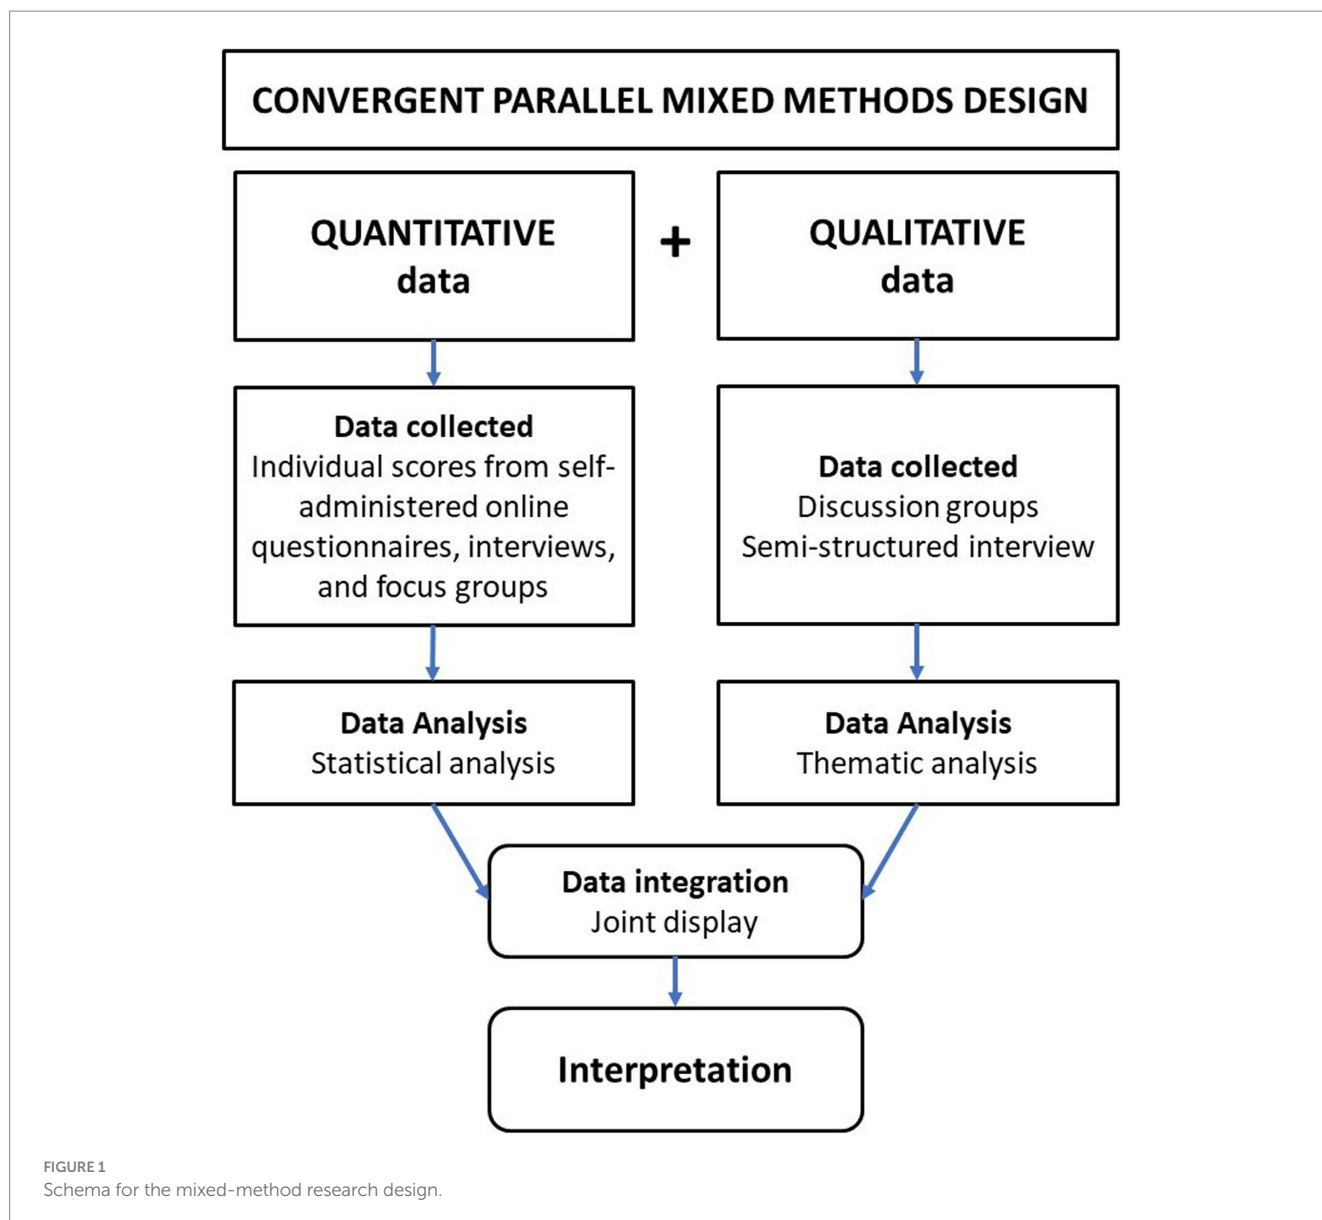 CONVERGENT PARALLEL MIXED METHODS DESIGN
QUANTITATIVE
data
+
QUALITATIVE
data
Data collected
Individual scores from self-
administered online
questionnaires, interviews,
and focus groups
Data collected
Discussion groups
Semi-structured interview
Data Analysis
Statistical analysis
Data Analysis
Thematic analysis
Data integration
Joint display
Interpretation
FIGURE 1
Schema for the mixed-method research design.